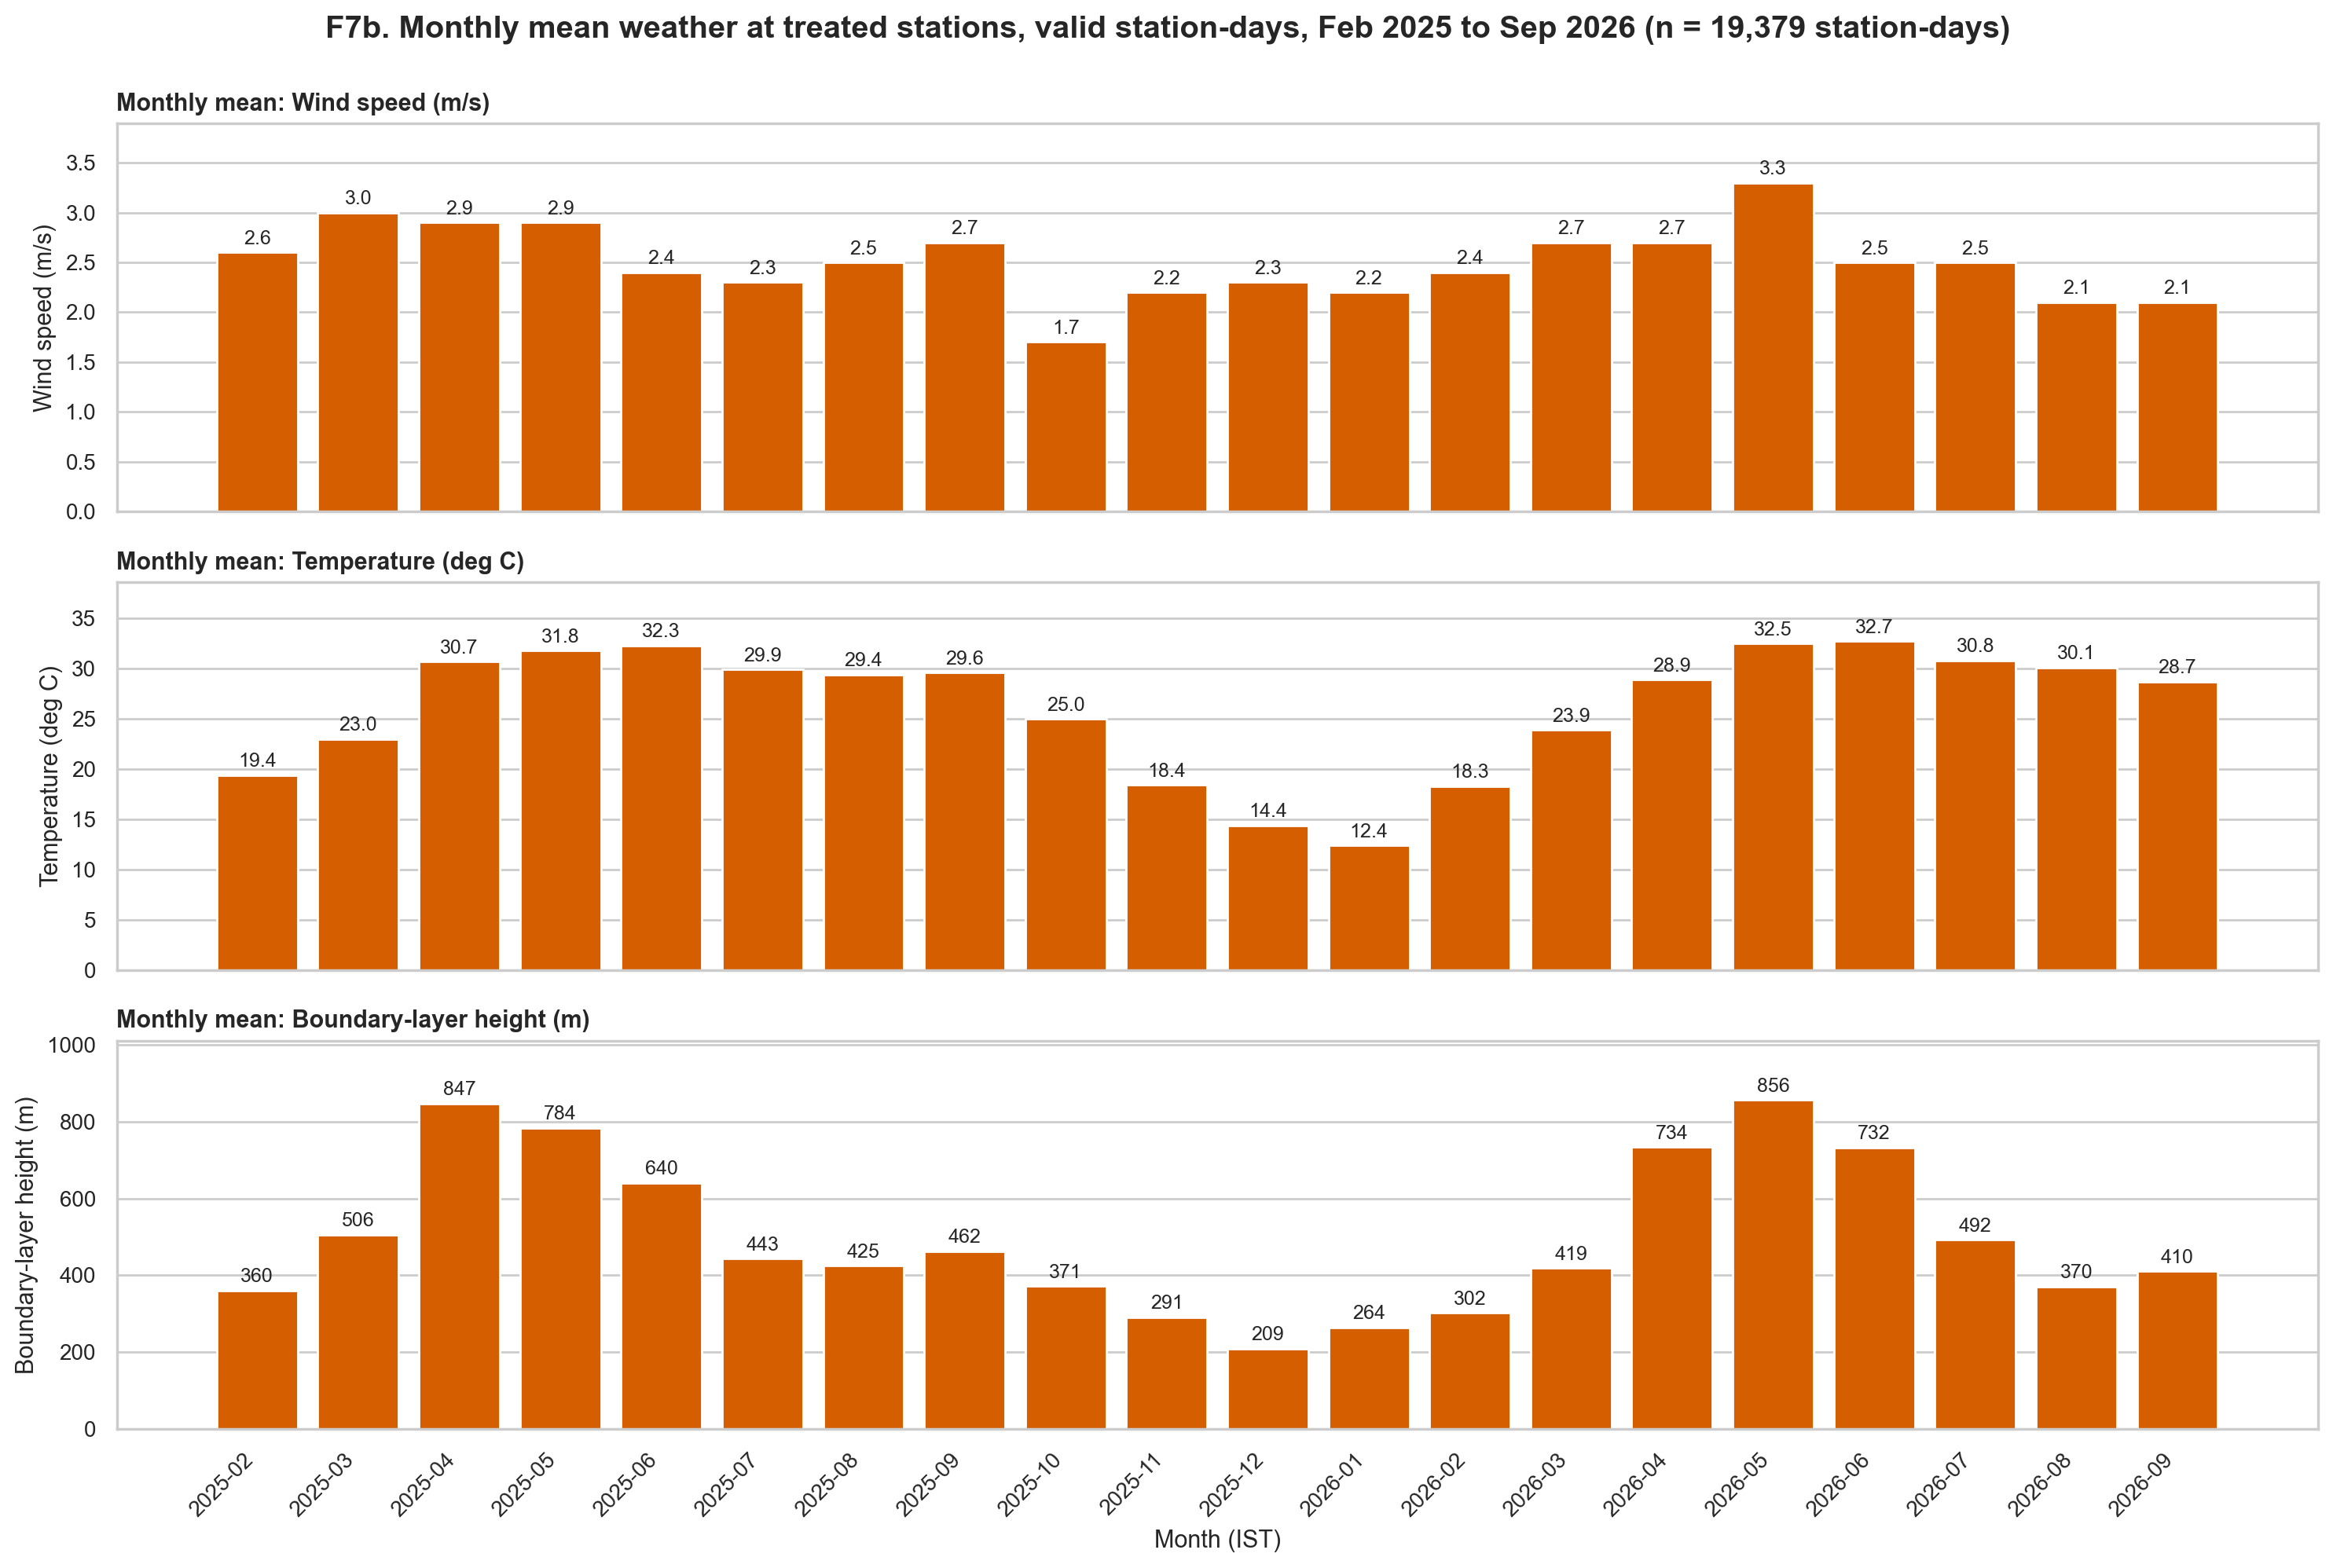 F7b. Monthly mean weather at treated stations, valid station-days, Feb 2025 to Sep 2026 (n = 19,379 station-days)
Monthly mean: Wind speed (m/s)
Wind speed (m/s)
3.5
3.0
2.5
2.0
1.5
1.0
0.5
0.0
2.6 3.0 2.9 2.9 2.4 2.3 2.5 2.7 1.7 2.2 2.3 2.2 2.4 2.7 2.7 3.3 2.5 2.5 2.1 2.1
Monthly mean: Temperature (deg C)
Temperature (deg C)
35
30
25
20
15
10
5
0
19.4 23.0 30.7 31.8 32.3 29.9 29.4 29.6 25.0 18.4 14.4 12.4 18.3 23.9 28.9 32.5 32.7 30.8 30.1 28.7
Monthly mean: Boundary-layer height (m)
Boundary-layer height (m)
1000
800
600
400
200
0
360 506 847 784 640 443 425 462 371 291 209 264 302 419 734 856 732 492 370 410
2025-02 2025-03 2025-04 2025-05 2025-06 2025-07 2025-08 2025-09 2025-10 2025-11 2025-12 2026-01 2026-02 2026-03 2026-04 2026-05 2026-06 2026-07 2026-08 2026-09
Month (IST)